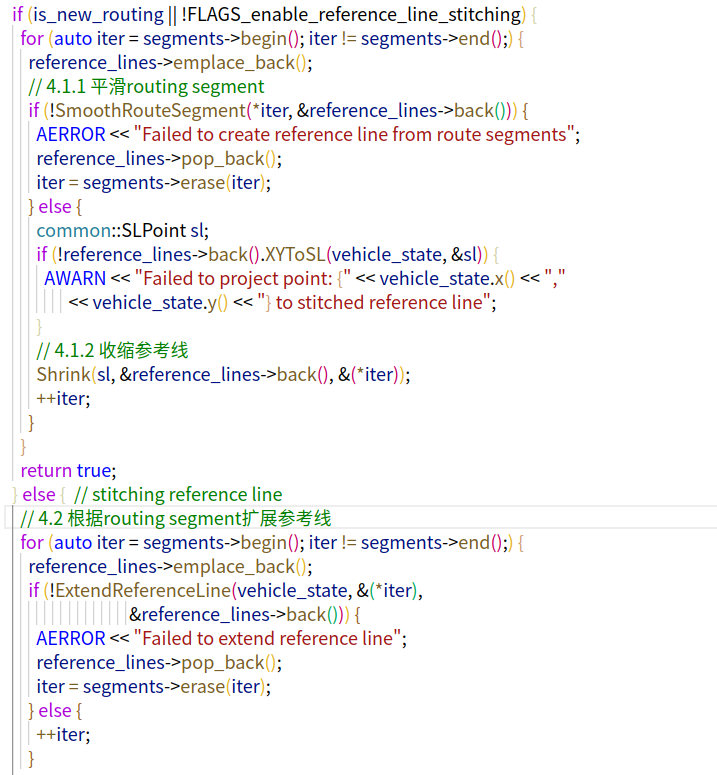 if (is_new_routing || !FLAGS_enable_reference_line_stitching) {
for (auto iter = segments->begin(); iter != segments->end();) {
reference_lines->emplace_back();
// 4.1.1 平滑routing segment
if (!SmoothRouteSegment(*iter, &reference_lines->back())) {
AERROR << "Failed to create reference line from route segments";
reference_lines->pop_back();
iter = segments->erase(iter);
} else {
common::SLPoint sl;
if (!reference_lines->back().XYToSL(vehicle_state, &sl)) {
AWARN << "Failed to project point: {" << vehicle_state.x() << ","
<< vehicle_state.y() << "} to stitched reference line";
}
// 4.1.2 收缩参考线
Shrink(sl, &reference_lines->back(), &(*iter));
++iter;
}
}
return true;
} else { // stitching reference line
// 4.2 根据routing segment扩展参考线
for (auto iter = segments->begin(); iter != segments->end();) {
reference_lines->emplace_back();
if (!ExtendReferenceLine(vehicle_state, &(*iter),
&reference_lines->back())) {
AERROR << "Failed to extend reference line";
reference_lines->pop_back();
iter = segments->erase(iter);
} else {
++iter;
}